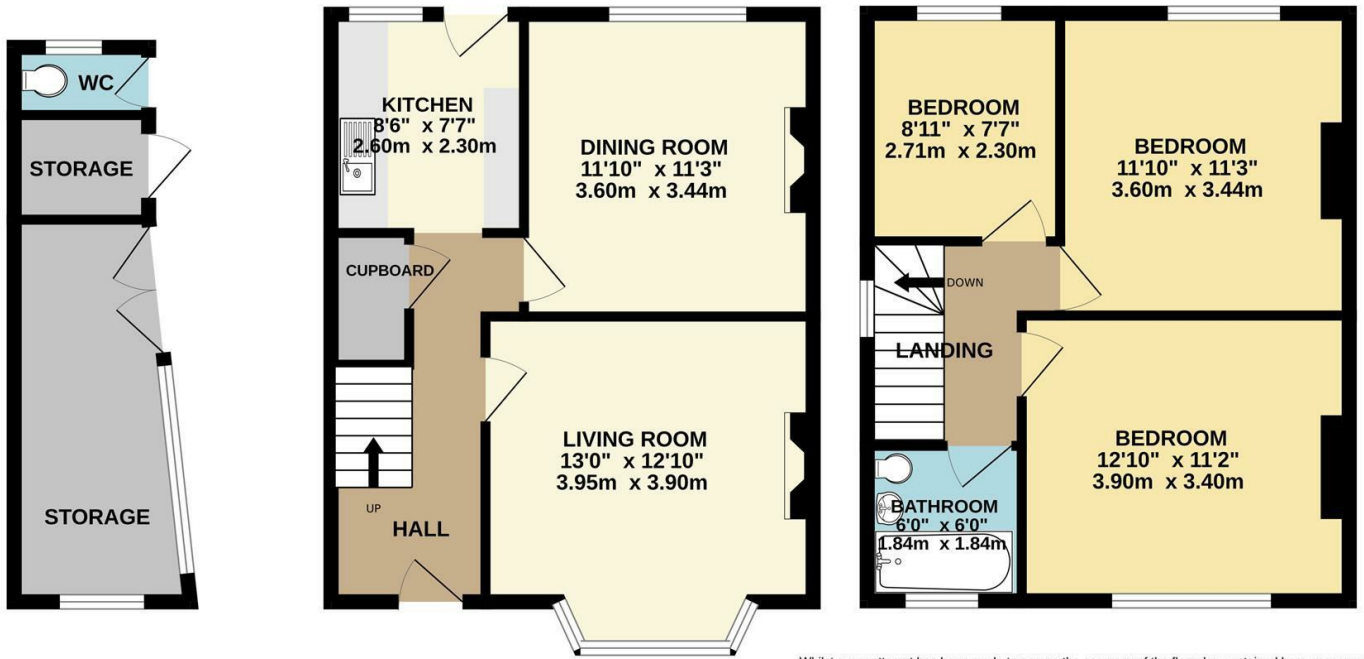 WC
STORAGE
STORAGE
KITCHEN
8'6" x 7'7"
2.60m x 2.30m
DINING ROOM
11'10" x 11'3"
3.60m x 3.44m
CUPBOARD
LIVING ROOM
13'0" x 12'10"
3.95m x 3.90m
UP
HALL
BEDROOM
8'11" x 7'7"
2.71m x 2.30m
BEDROOM
11'10" x 11'3"
3.60m x 3.44m
DOWN
LANDING
BEDROOM
12'10" x 11'2"
3.90m x 3.40m
BATHROOM
6'0" x 6'0"
1.84m x 1.84m